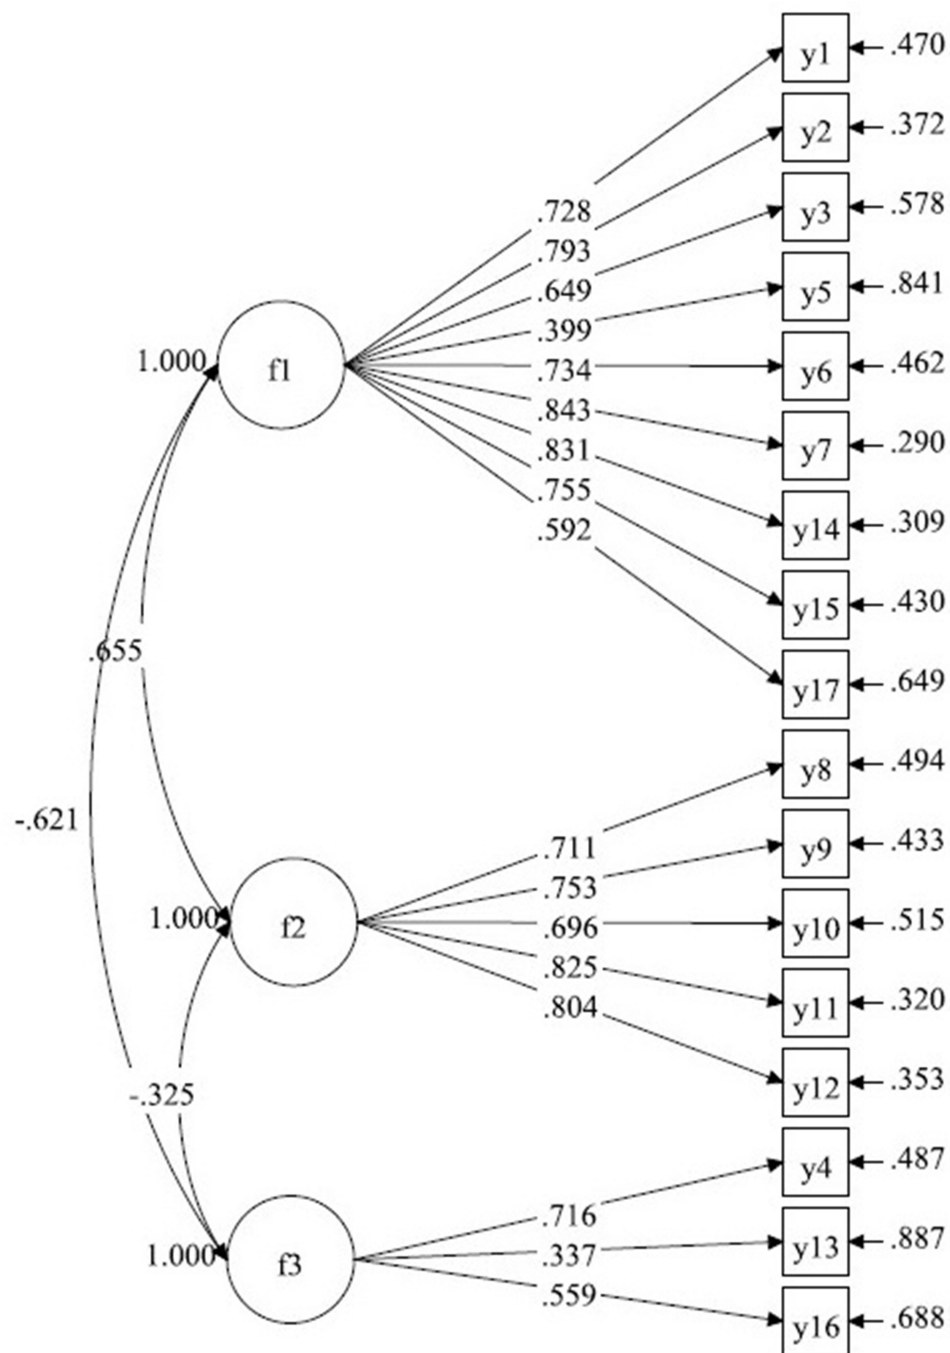 y1 .470
y2 .372
y3 .578
.728
.793
.649
y5 .841
.399
1.000 f1
.734
y6 .462
.843
y7 .290
.831
.755
y14 .309
.592
y15 .430
.655
y17 .649
y8 .494
-.621
.711
y9 .433
.753
1.000 f2
.696
y10 .515
.825
y11 .320
.804
y12 .353
-.325
y4 .487
.716
1.000 f3
.337
y13 .887
.559
y16 .688